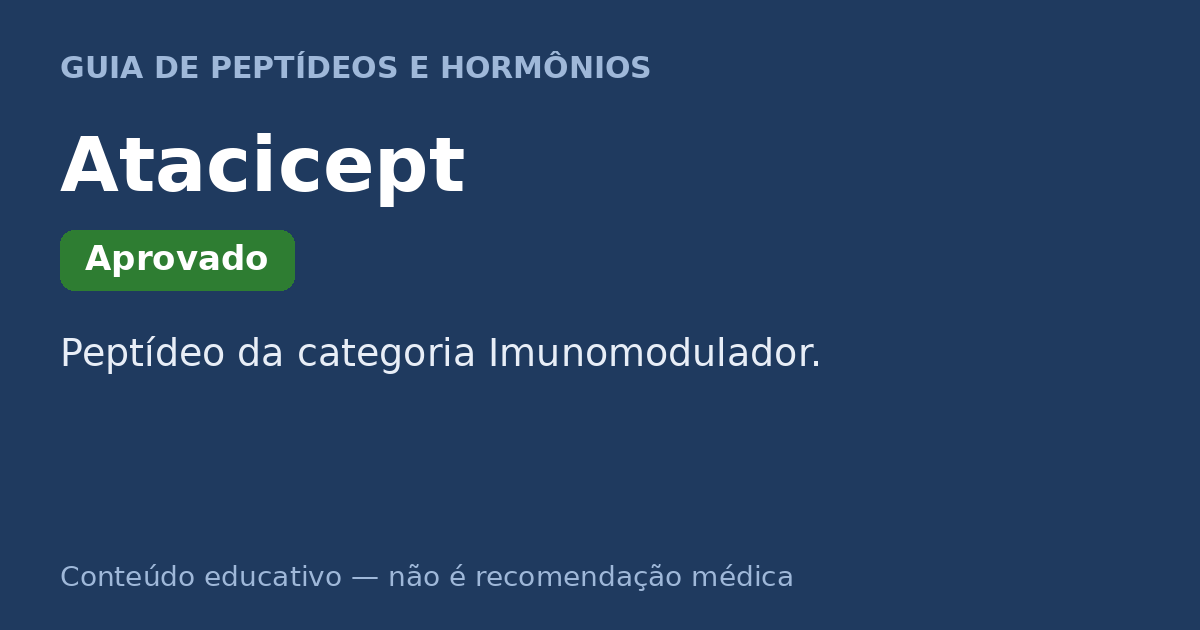 GUIA DE PEPTÍDEOS E HORMÔNIOS
Atacicept
Aprovado
Peptídeo da categoria Imunomodulador.
Conteúdo educativo — não é recomendação médica